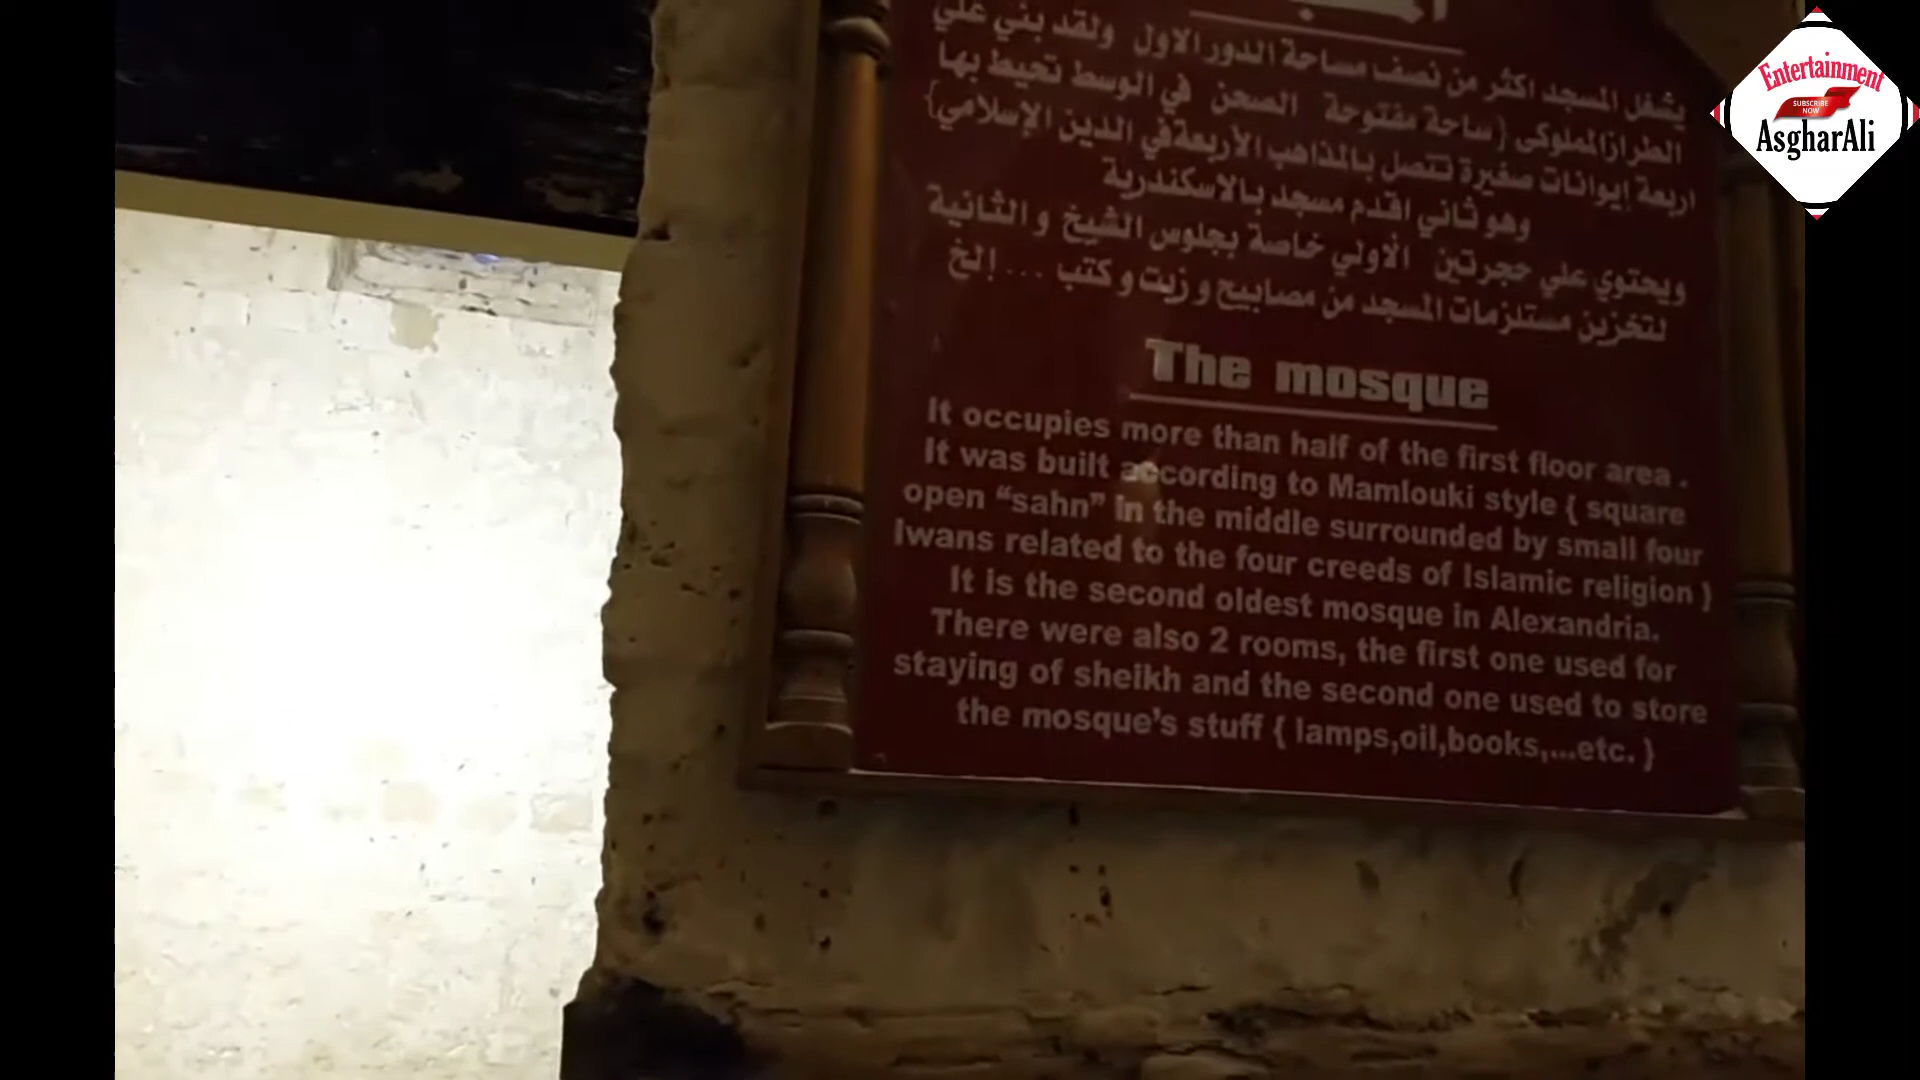 يشغل المسجد اكثر من نصف مساحة الدور الاول ولقد بني علي
الطراز المملوكى {ساحة مفتوحة الصحن في الوسط تحيط بها
اربعة إيوانات صغيرة تتصل بالمذاهب الأربعة في الدين الإسلامي}
وهو ثاني اقدم مسجد بالاسكندرية
ويحتوي علي حجرتين الأولي خاصة بجلوس الشيخ و الثانية
لتخزين مستلزمات المسجد من مصابيح و زيت و كتب ... إلخ
The mosque
It occupies more than half of the first floor area .
It was built according to Mamlouki style { square
open “sahn” in the middle surrounded by small four
Iwans related to the four creeds of Islamic religion }
It is the second oldest mosque in Alexandria.
There were also 2 rooms, the first one used for
staying of sheikh and the second one used to store
the mosque’s stuff { lamps,oil,books,...etc. }
Entertainment
SUBSCRIBE
NOW
AsgharAli